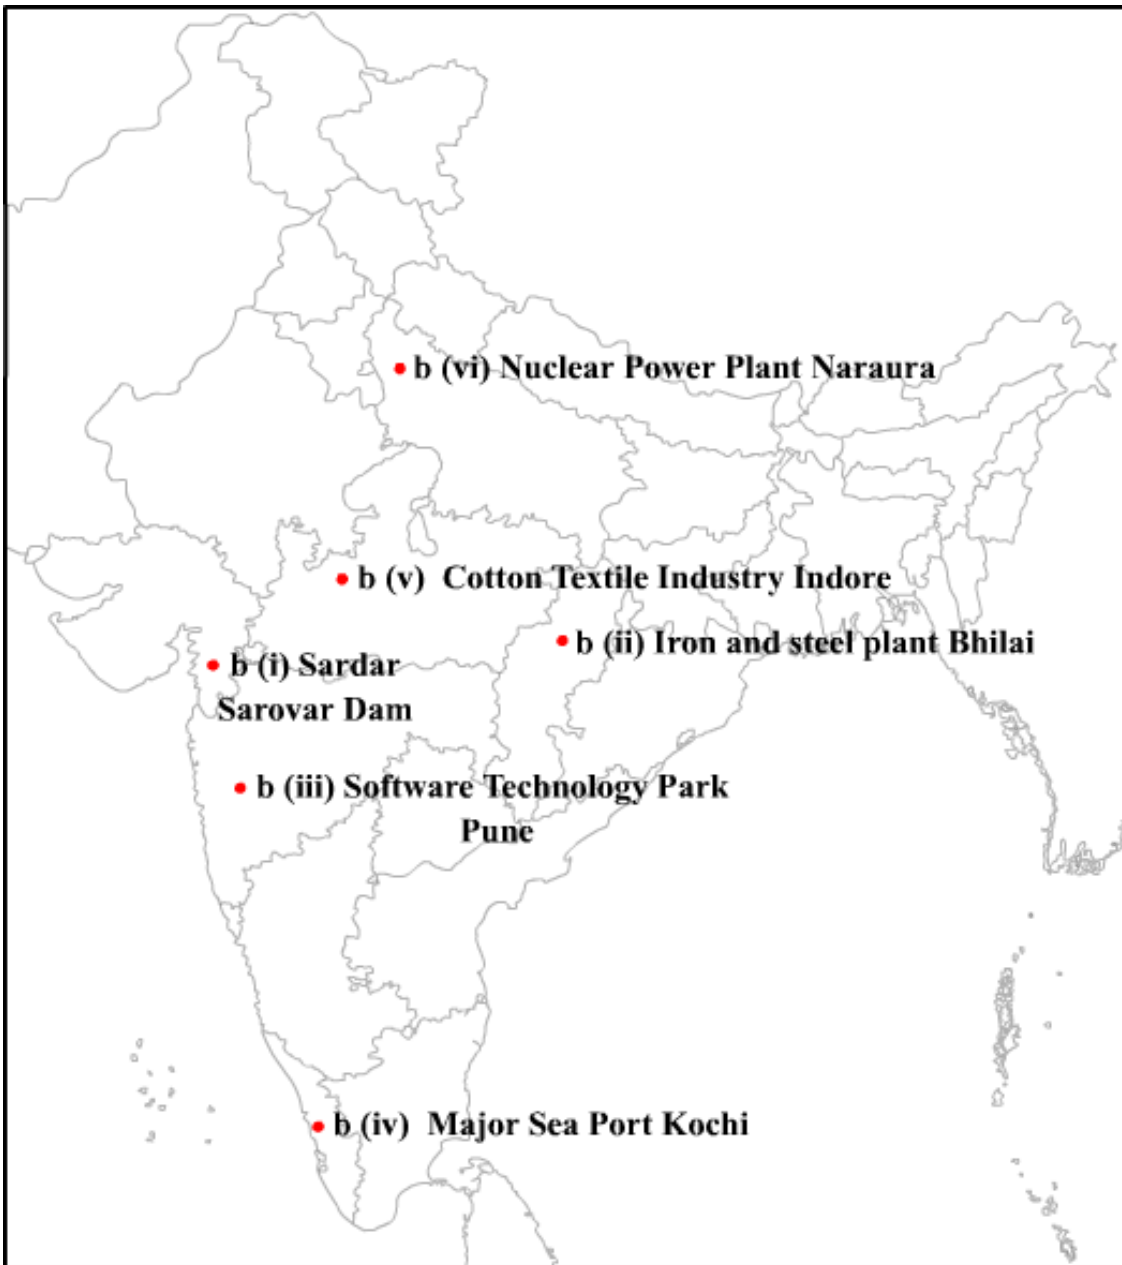 b (vi) Nuclear Power Plant Naraura
b (v) Cotton Textile Industry Indore
b (ii) Iron and steel plant Bhilai
b (i) Sardar
Sarovar Dam
b (iii) Software Technology Park
Pune
b (iv) Major Sea Port Kochi